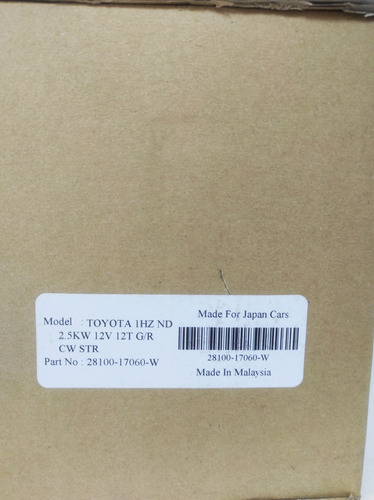 Model : TOYOTA 1HZ ND
2.5KW 12V 12T G/R
CW STR
Part No : 28100-17060-W
Made For Japan Cars
28100-17060-W
Made In Malaysia